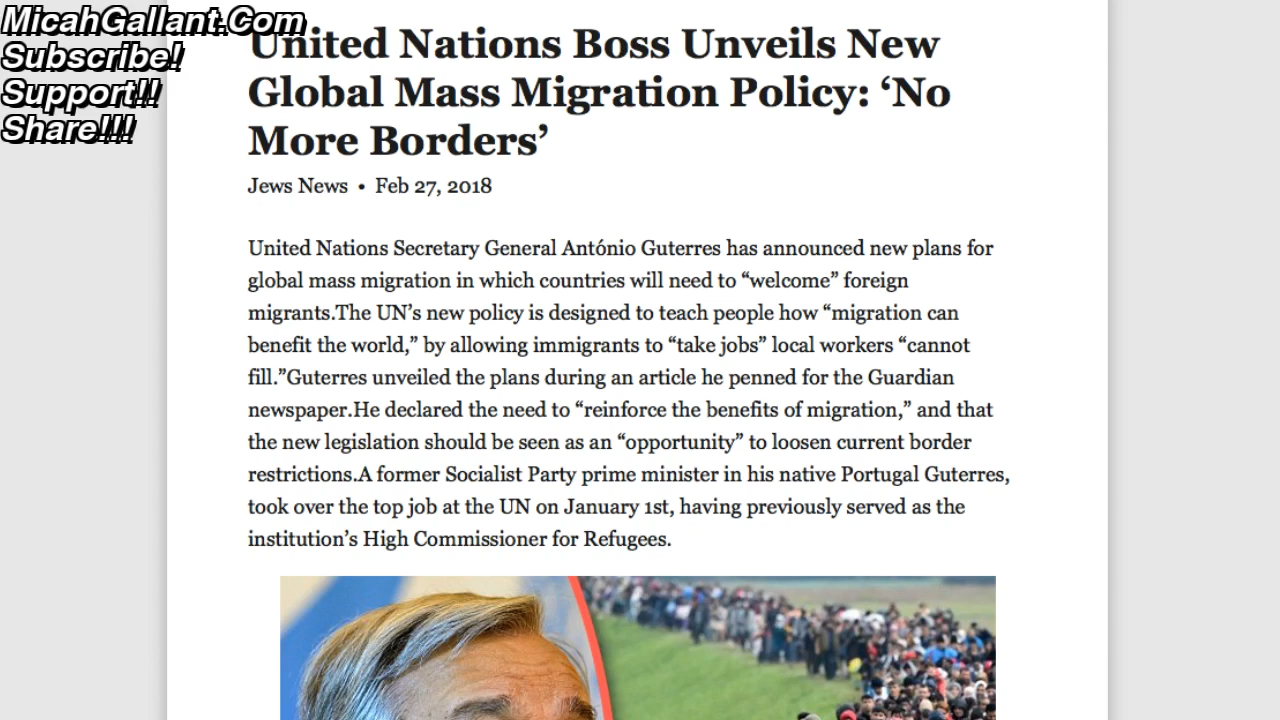 MicahGallant.Com
Subscribe!
Support!!
Share!!!
United Nations Boss Unveils New
Global Mass Migration Policy: ‘No
More Borders’
Jews News • Feb 27, 2018
United Nations Secretary General António Guterres has announced new plans for
global mass migration in which countries will need to “welcome” foreign
migrants.The UN’s new policy is designed to teach people how “migration can
benefit the world,” by allowing immigrants to “take jobs” local workers “cannot
fill.”Guterres unveiled the plans during an article he penned for the Guardian
newspaper.He declared the need to “reinforce the benefits of migration,” and that
the new legislation should be seen as an “opportunity” to loosen current border
restrictions.A former Socialist Party prime minister in his native Portugal Guterres,
took over the top job at the UN on January 1st, having previously served as the
institution’s High Commissioner for Refugees.